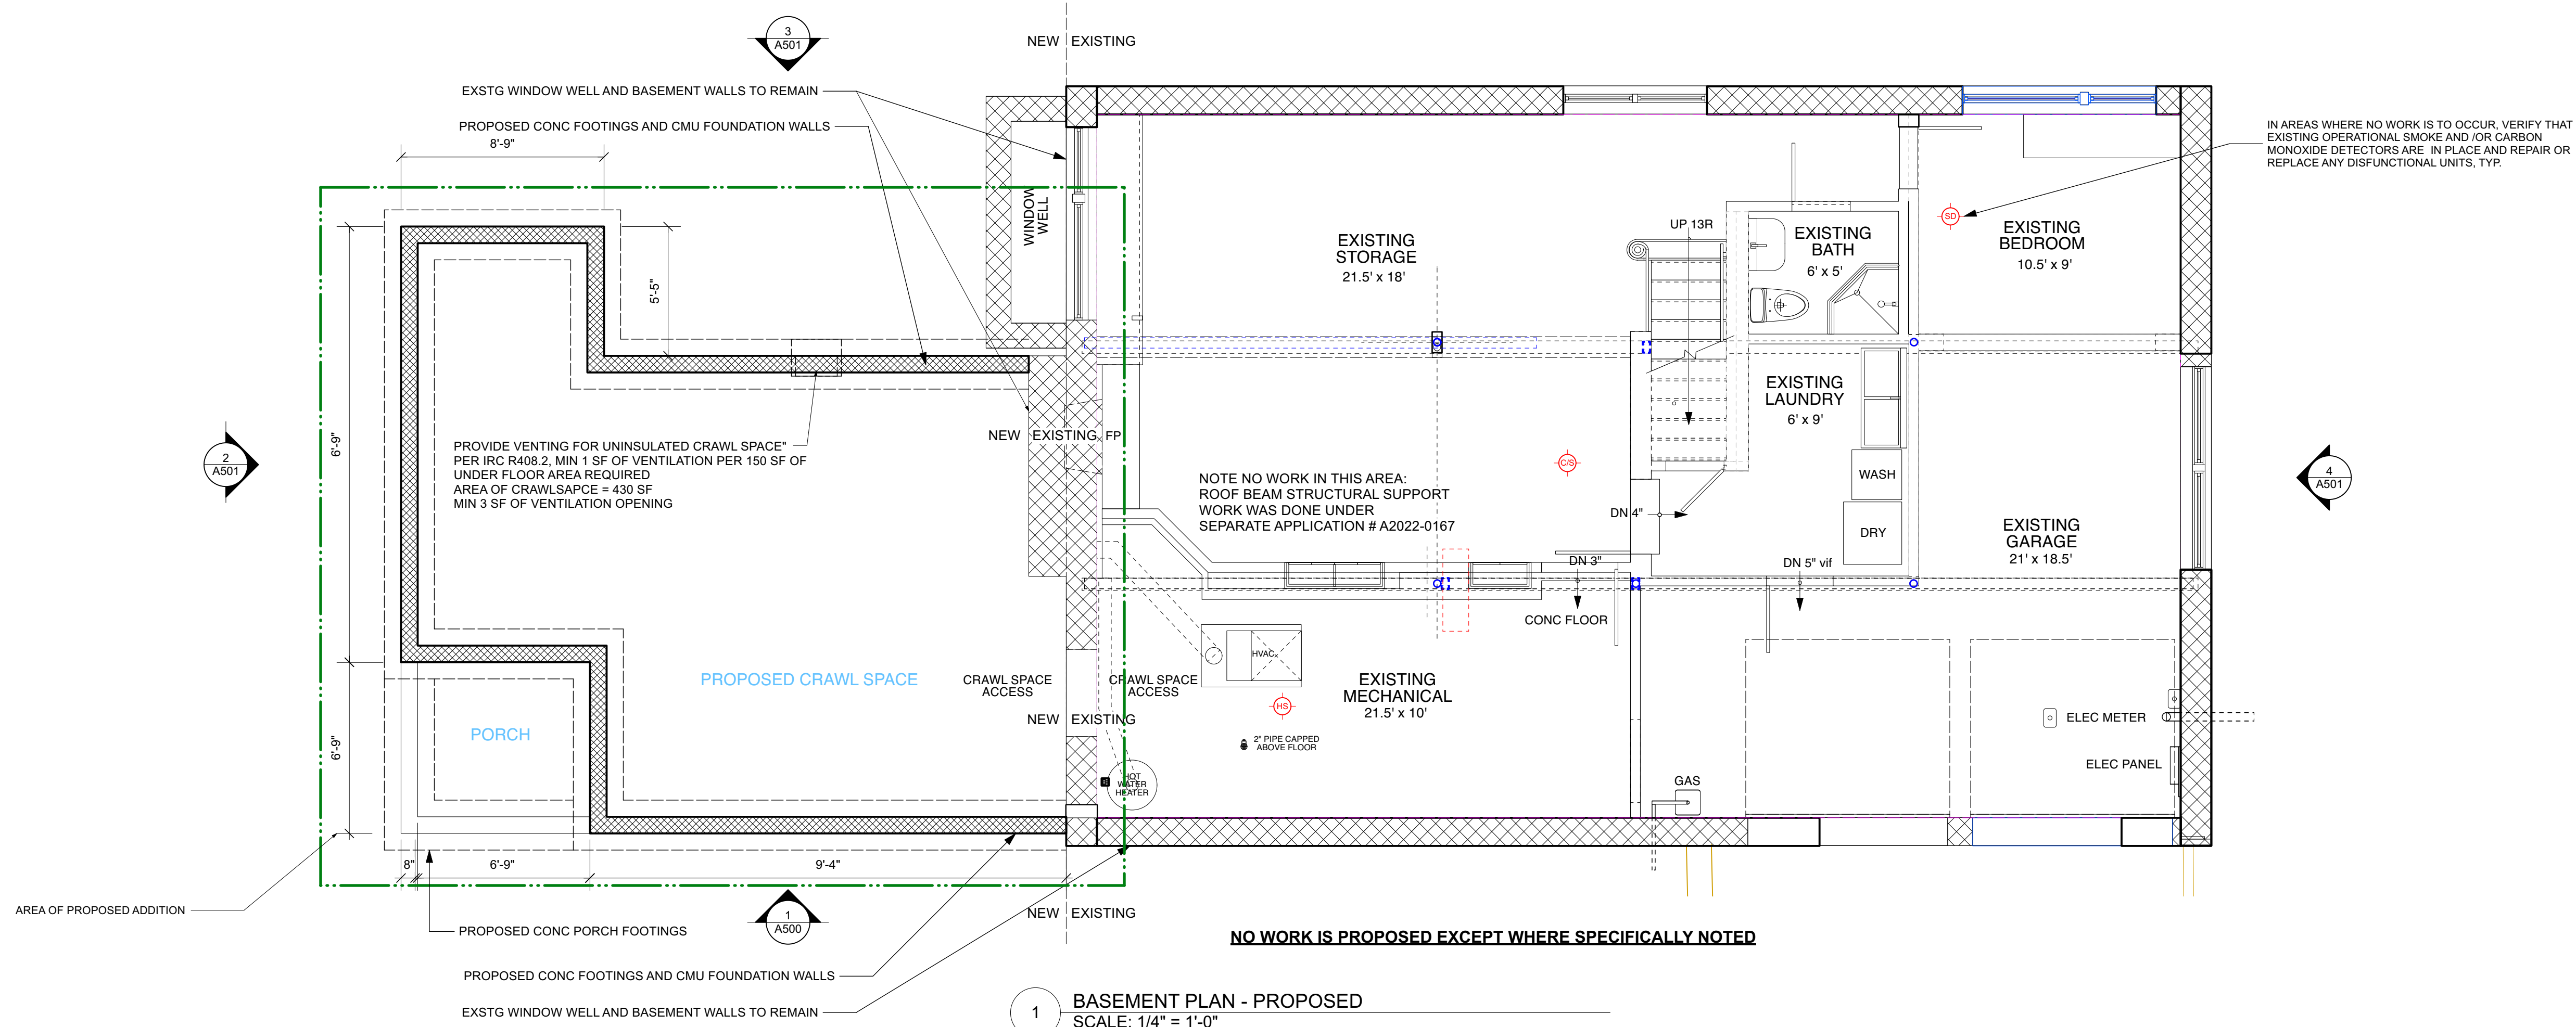 3
A501
NEW EXISTING
EXSTG WINDOW WELL AND BASEMENT WALLS TO REMAIN
PROPOSED CONC FOOTINGS AND CMU FOUNDATION WALLS
8'-9"
IN AREAS WHERE NO WORK IS TO OCCUR, VERIFY THAT
EXISTING OPERATIONAL SMOKE AND /OR CARBON
MONOXIDE DETECTORS ARE IN PLACE AND REPAIR OR
REPLACE ANY DISFUNCTIONAL UNITS, TYP.
WINDOW
WELL
5'-5"
EXISTING
STORAGE
21.5' x 18'
UP 13R
EXISTING
BATH
6' x 5'
SD
EXISTING
BEDROOM
10.5' x 9'
6'-9"
2
A501
PROVIDE VENTING FOR UNINSULATED CRAWL SPACE"
PER IRC R408.2, MIN 1 SF OF VENTILATION PER 150 SF OF
UNDER FLOOR AREA REQUIRED
AREA OF CRAWLSAPCE = 430 SF
MIN 3 SF OF VENTILATION OPENING
NEW EXISTING FP
NOTE NO WORK IN THIS AREA:
ROOF BEAM STRUCTURAL SUPPORT
WORK WAS DONE UNDER
SEPARATE APPLICATION # A2022-0167
C/S
EXISTING
LAUNDRY
6' x 9'
WASH
DRY
DN 4"
EXISTING
GARAGE
21' x 18.5'
4
A501
DN 3"
DN 5" vif
CONC FLOOR
HVAC
PROPOSED CRAWL SPACE
CRAWL SPACE
ACCESS
CRAWL SPACE
ACCESS
NEW EXISTING
HS
EXISTING
MECHANICAL
21.5' x 10'
2" PIPE CAPPED
ABOVE FLOOR
HOT
WATER
HEATER
PORCH
6'-9"
ELEC METER
ELEC PANEL
GAS
8"
6'-9"
9'-4"
AREA OF PROPOSED ADDITION
1
A500
NEW EXISTING
PROPOSED CONC PORCH FOOTINGS
NO WORK IS PROPOSED EXCEPT WHERE SPECIFICALLY NOTED
PROPOSED CONC FOOTINGS AND CMU FOUNDATION WALLS
EXSTG WINDOW WELL AND BASEMENT WALLS TO REMAIN
1
BASEMENT PLAN - PROPOSED
SCALE: 1/4" = 1'-0"